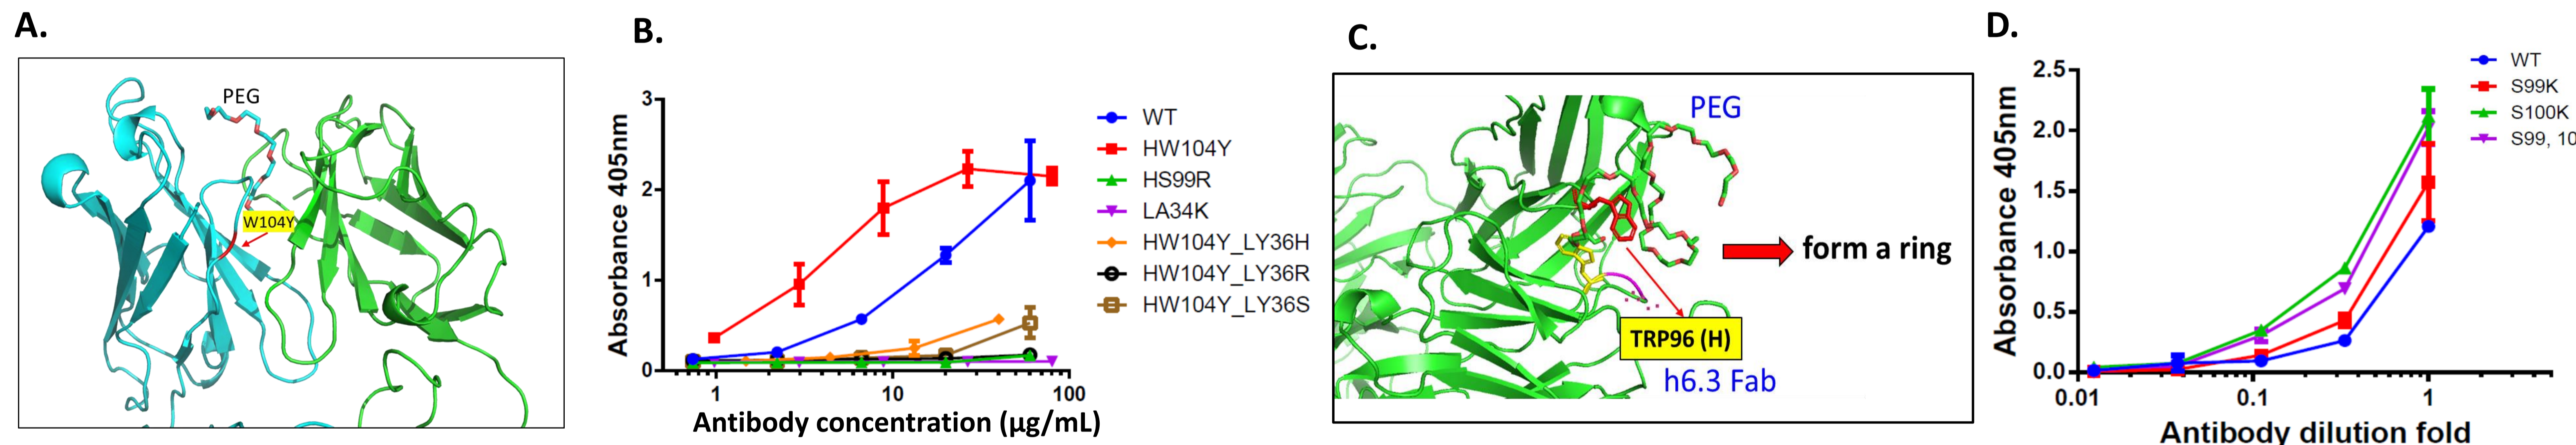 A.
PEG
W104Y
B.
3
2
1
0
Absorbance 405nm
1
10
100
Antibody concentration (µg/mL)
WT
HW104Y
HS99R
LA34K
HW104Y_LY36H
HW104Y_LY36R
HW104Y_LY36S
C.
PEG
form a ring
TRP96 (H)
h6.3 Fab
D.
2.5
2.0
1.5
1.0
0.5
0.0
Absorbance 405nm
0.01
0.1
1
Antibody dilution fold
WT
S99K
S100K
S99, 10